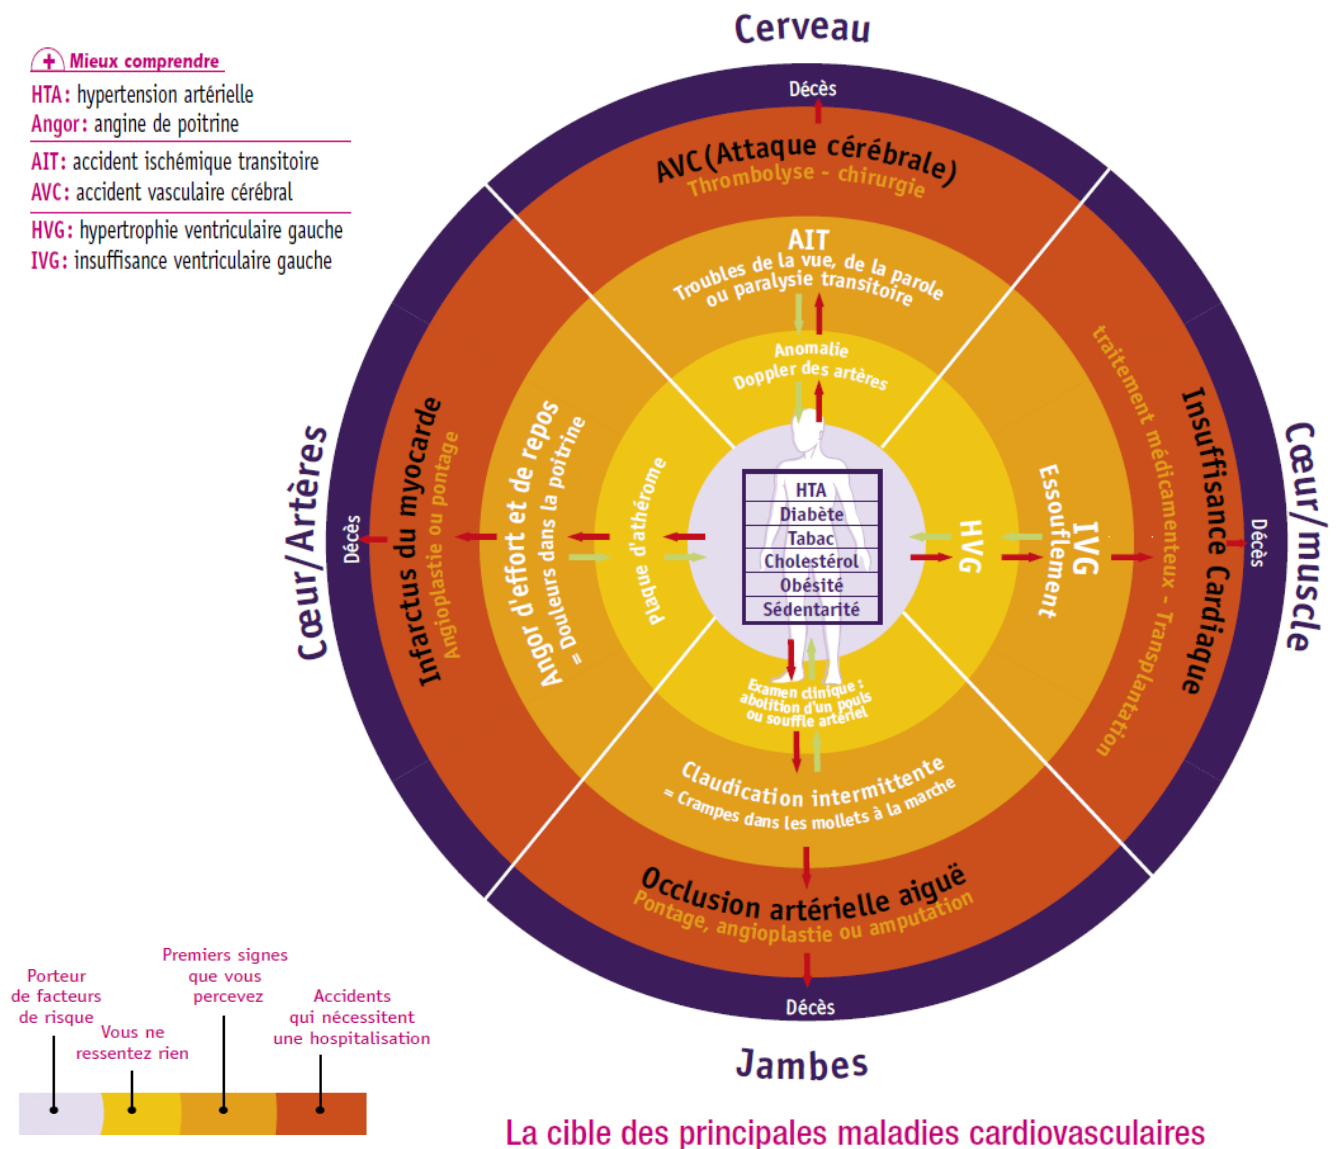 Mieux comprendre
HTA : hypertension artérielle
Angor : angine de poitrine
AIT : accident ischémique transitoire
AVC : accident vasculaire cérébral
HVG : hypertrophie ventriculaire gauche
IVG : insuffisance ventriculaire gauche
Cerveau
Décès
AVC (Attaque cérébrale)
Thrombolyse - chirurgie
AIT
Troubles de la vue, de la parole
ou paralysie transitoire
Anomalie
Doppler des artères
Cœur/Artères
Décès
Infarctus du myocarde
Angioplastie ou pontage
Angor d'effort et de repos
= Douleurs dans la poitrine
Plaque d'athérome
HTA
Diabète
Tabac
Cholestérol
Obésité
Sédentarité
HVG
Essouflement
IVG
traitement médicamenteux - Transplantation
Insuffisance Cardiaque
Décès
Cœur/muscle
Examen clinique :
abolition d'un pouls
ou souffle artériel
Claudication intermittente
= Crampes dans les mollets à la marche
Occlusion artérielle aiguë
Pontage, angioplastie ou amputation
Décès
Jambes
Porteur
de facteurs
de risque
Vous ne
ressentez rien
Premiers signes
que vous
percevez
Accidents
qui nécessitent
une hospitalisation
La cible des principales maladies cardiovasculaires